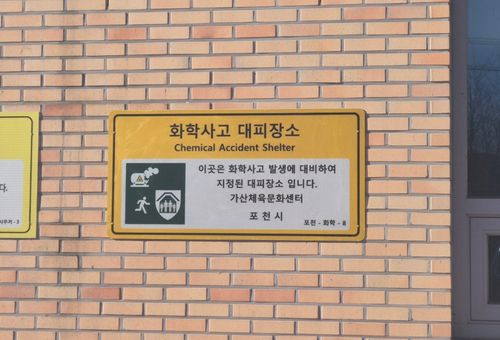 화학사고 대피장소
Chemical Accident Shelter
이곳은 화학사고 발생에 대비하여
지정된 대피장소 입니다.
가산체육문화센터
포천시
포천 - 화학 - 8
다.
- 3